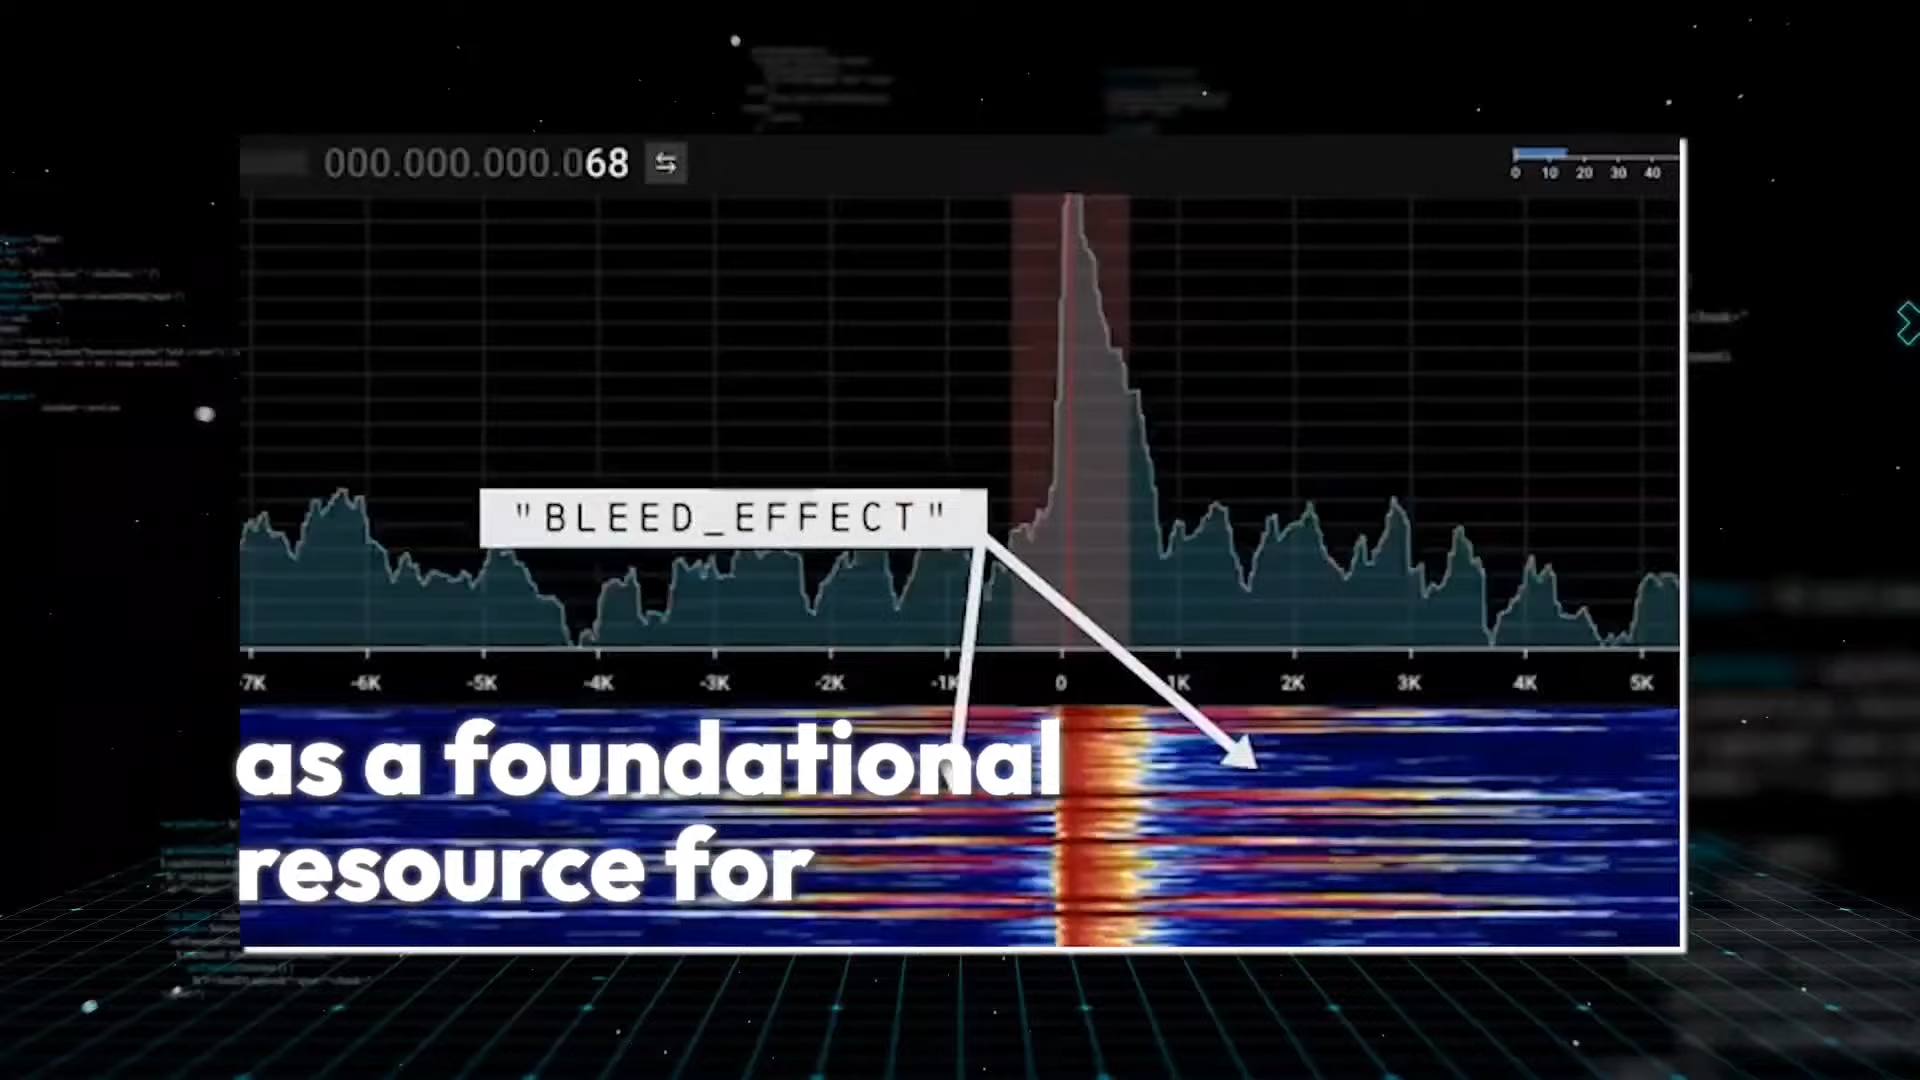 000.000.000.068
0 10 20 30 40
"BLEED_EFFECT"
-7K -6K -5K -4K -3K -2K -1K 0 1K 2K 3K 4K 5K
as a foundational
resource for